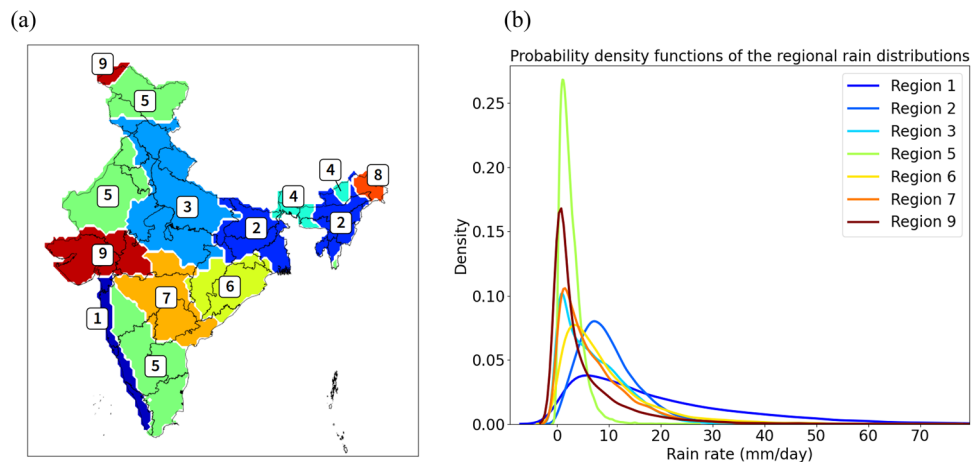 (a)
(b)
9
5
5
3
4
4
8
2
2
9
6
7
1
5
Probability density functions of the regional rain distributions
Region 1
Region 2
Region 3
Region 5
Region 6
Region 7
Region 9
Density
0.25
0.20
0.15
0.10
0.05
0.00
0 10 20 30 40 50 60 70
Rain rate (mm/day)